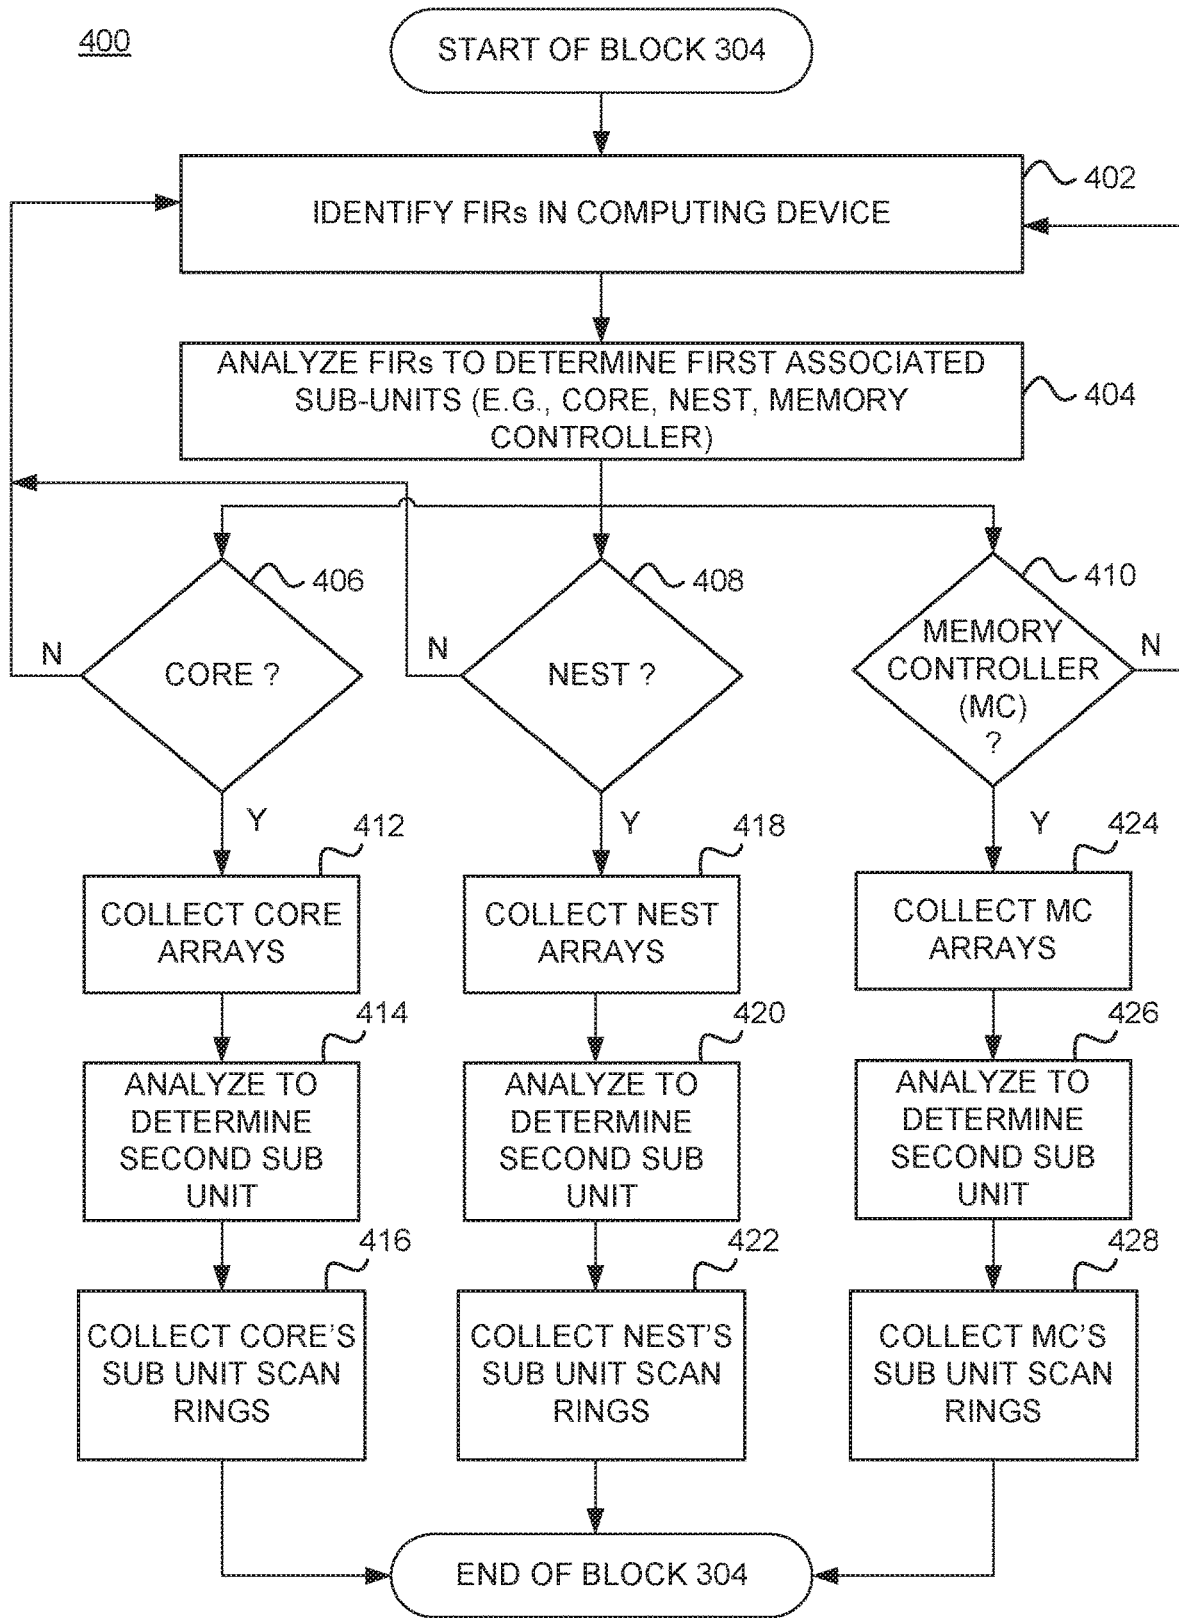 400
START OF BLOCK 304
402
IDENTIFY FIRs IN COMPUTING DEVICE
ANALYZE FIRs TO DETERMINE FIRST ASSOCIATED
SUB-UNITS (E.G., CORE, NEST, MEMORY
CONTROLLER)
404
406
408
410
N
CORE ?
N
NEST ?
MEMORY
CONTROLLER
(MC)
?
N
Y
Y
Y
412
418
424
COLLECT CORE
ARRAYS
COLLECT NEST
ARRAYS
COLLECT MC
ARRAYS
414
420
426
ANALYZE TO
DETERMINE
SECOND SUB
UNIT
ANALYZE TO
DETERMINE
SECOND SUB
UNIT
ANALYZE TO
DETERMINE
SECOND SUB
UNIT
416
422
428
COLLECT CORE'S
SUB UNIT SCAN
RINGS
COLLECT NEST'S
SUB UNIT SCAN
RINGS
COLLECT MC'S
SUB UNIT SCAN
RINGS
END OF BLOCK 304